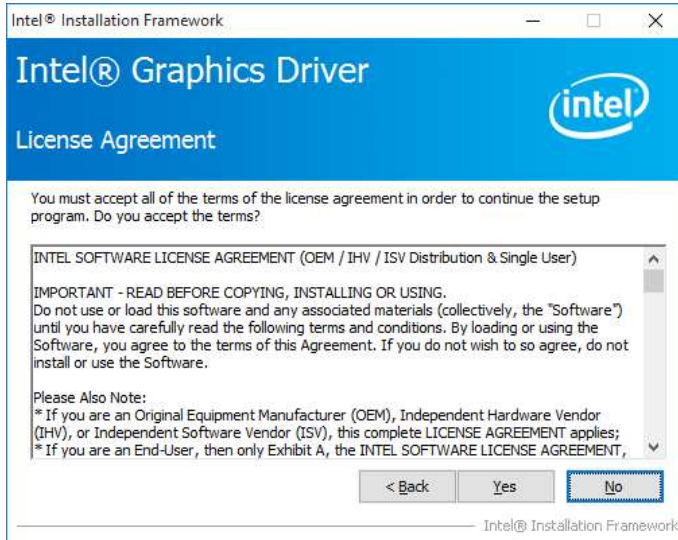 Intel® Installation Framework
Intel® Graphics Driver
intel
License Agreement
You must accept all of the terms of the license agreement in order to continue the setup
program. Do you accept the terms?
INTEL SOFTWARE LICENSE AGREEMENT (OEM / IHV / ISV Distribution & Single User)
IMPORTANT - READ BEFORE COPYING, INSTALLING OR USING.
Do not use or load this software and any associated materials (collectively, the "Software")
until you have carefully read the following terms and conditions. By loading or using the
Software, you agree to the terms of this Agreement. If you do not wish to so agree, do not
install or use the Software.
Please Also Note:
* If you are an Original Equipment Manufacturer (OEM), Independent Hardware Vendor
(IHV), or Independent Software Vendor (ISV), this complete LICENSE AGREEMENT applies;
* If you are an End-User, then only Exhibit A, the INTEL SOFTWARE LICENSE AGREEMENT,
< Back Yes No
Intel® Installation Framework